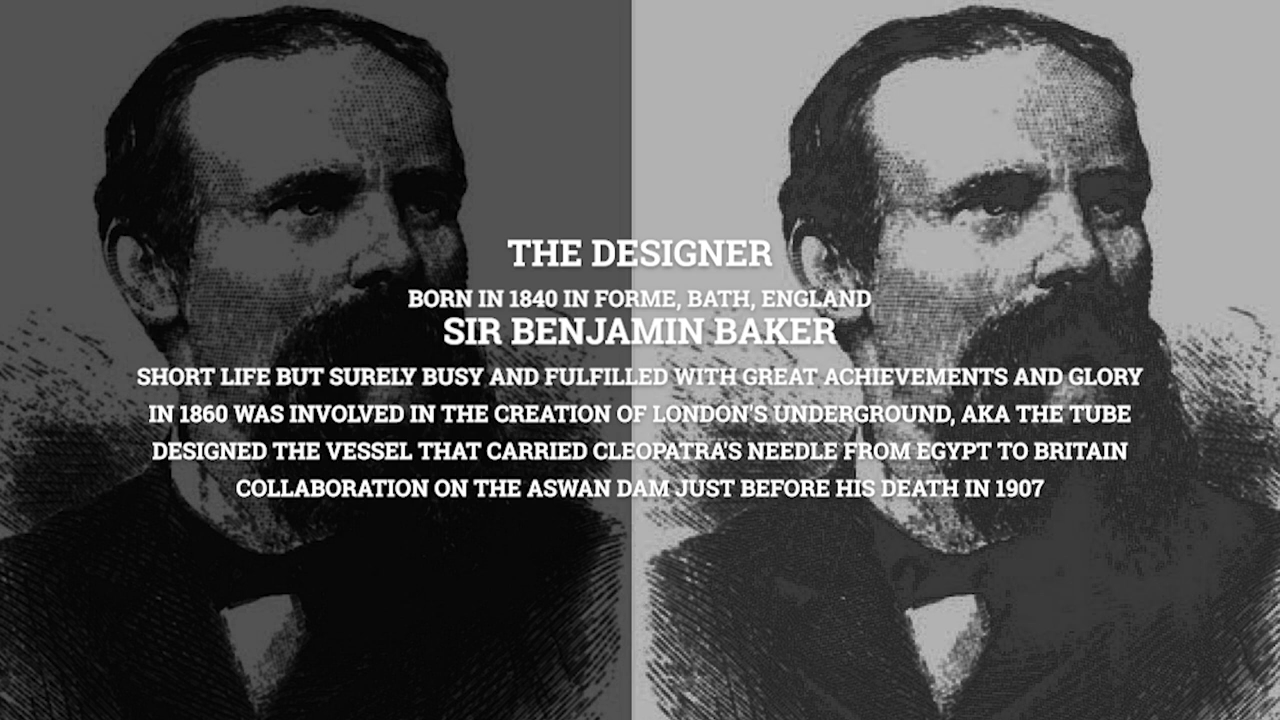 THE DESIGNER
BORN IN 1840 IN FORME, BATH, ENGLAND
SIR BENJAMIN BAKER
SHORT LIFE BUT SURELY BUSY AND FULFILLED WITH GREAT ACHIEVEMENTS AND GLORY
IN 1860 WAS INVOLVED IN THE CREATION OF LONDON'S UNDERGROUND, AKA THE TUBE
DESIGNED THE VESSEL THAT CARRIED CLEOPATRA'S NEEDLE FROM EGYPT TO BRITAIN
COLLABORATION ON THE ASWAN DAM JUST BEFORE HIS DEATH IN 1907